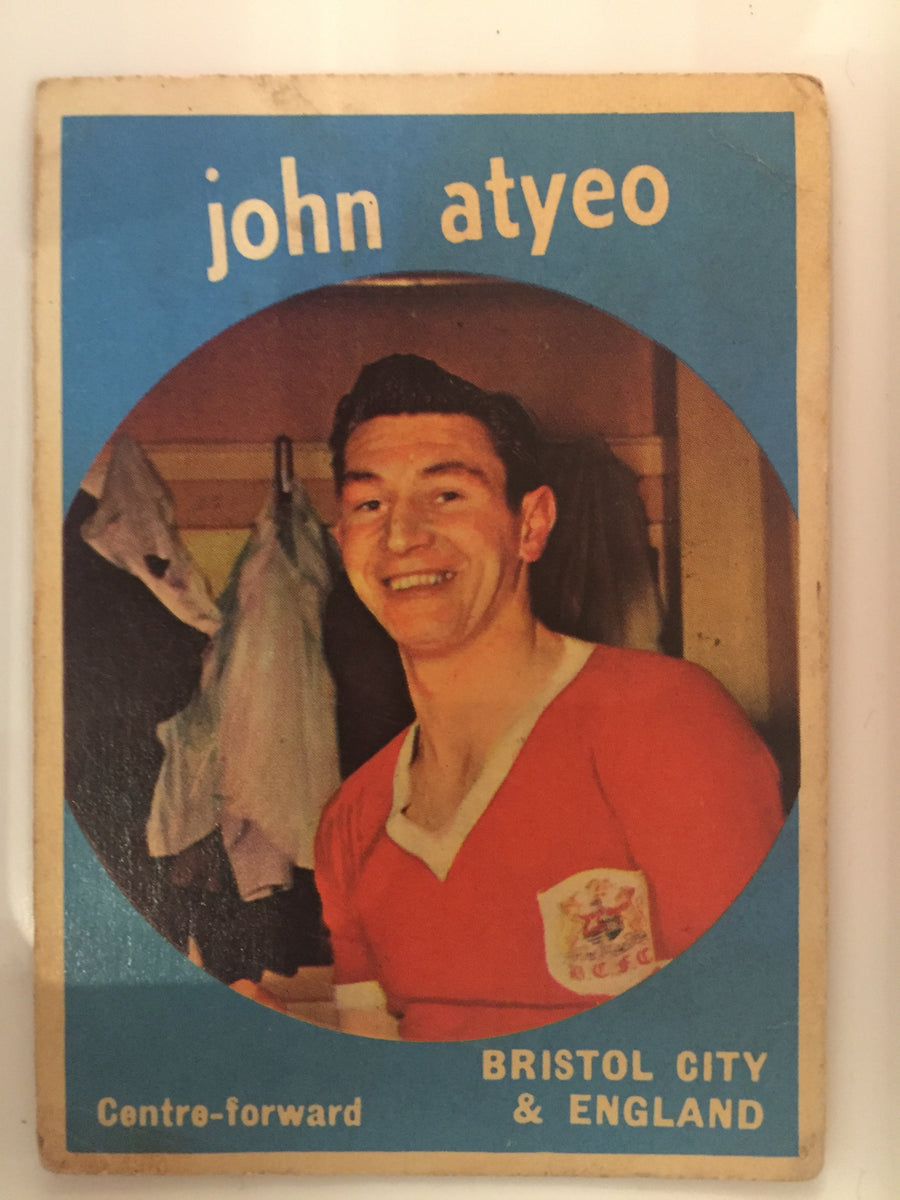 john atyeo
B C F C
BRISTOL CITY
Centre-forward & ENGLAND